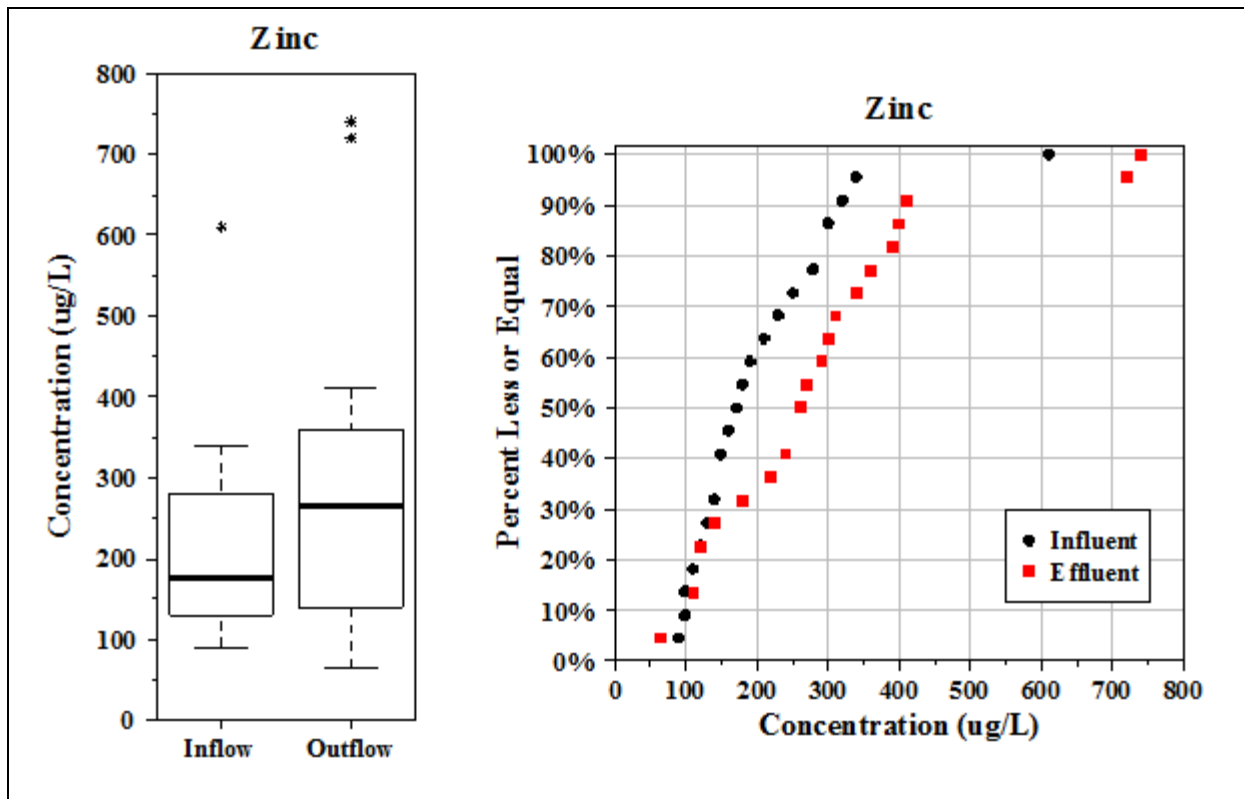 Zinc
Concentration (ug/L)
800
700
600
500
400
300
200
100
0
Inflow
Outflow
Zinc
Percent Less or Equal
100%
90%
80%
70%
60%
50%
40%
30%
20%
10%
0%
Influent
Effluent
0 100 200 300 400 500 600 700 800
Concentration (ug/L)